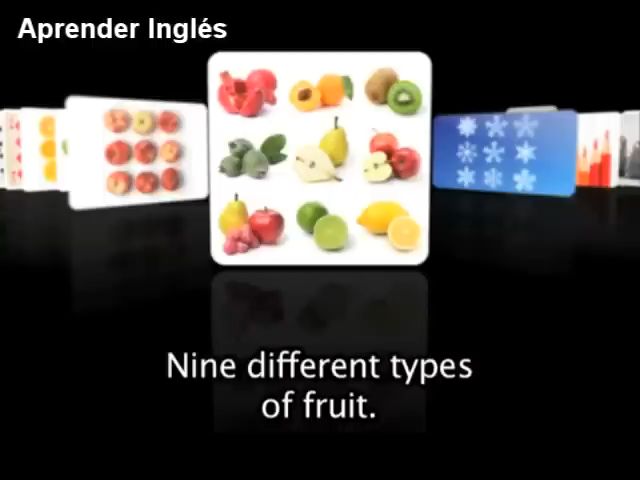 Aprender Inglés
Nine different types
of fruit.